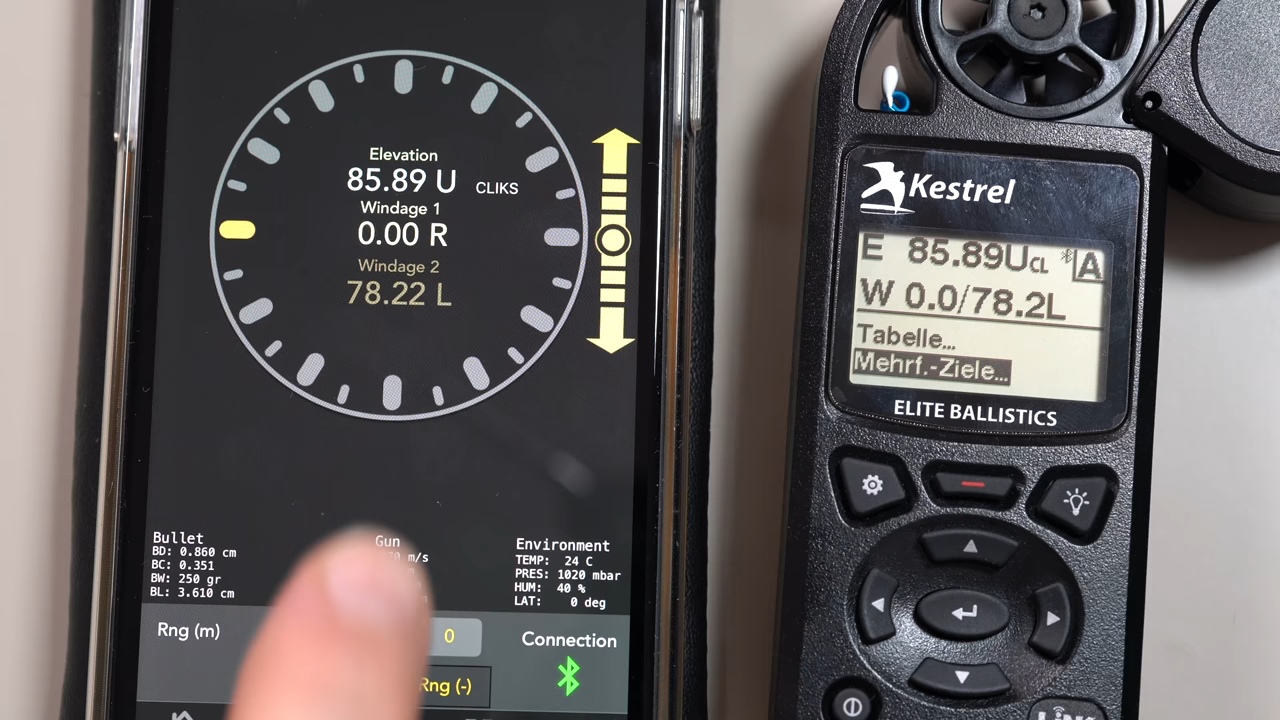 Elevation
85.89 U CLIKS
Windage 1
0.00 R
Windage 2
78.22 L
Bullet
BD: 0.860 cm
BC: 0.351
BW: 250 gr
BL: 3.610 cm
Gun
m/s
Environment
TEMP: 24 C
PRES: 1020 mbar
HUM: 40 %
LAT: 0 deg
Rng (m)
0
Rng (-)
Connection
Kestrel
E 85.89UCL A
W 0.0/78.2L
Tabelle...
Mehrf.-Ziele...
ELITE BALLISTICS
LiNK